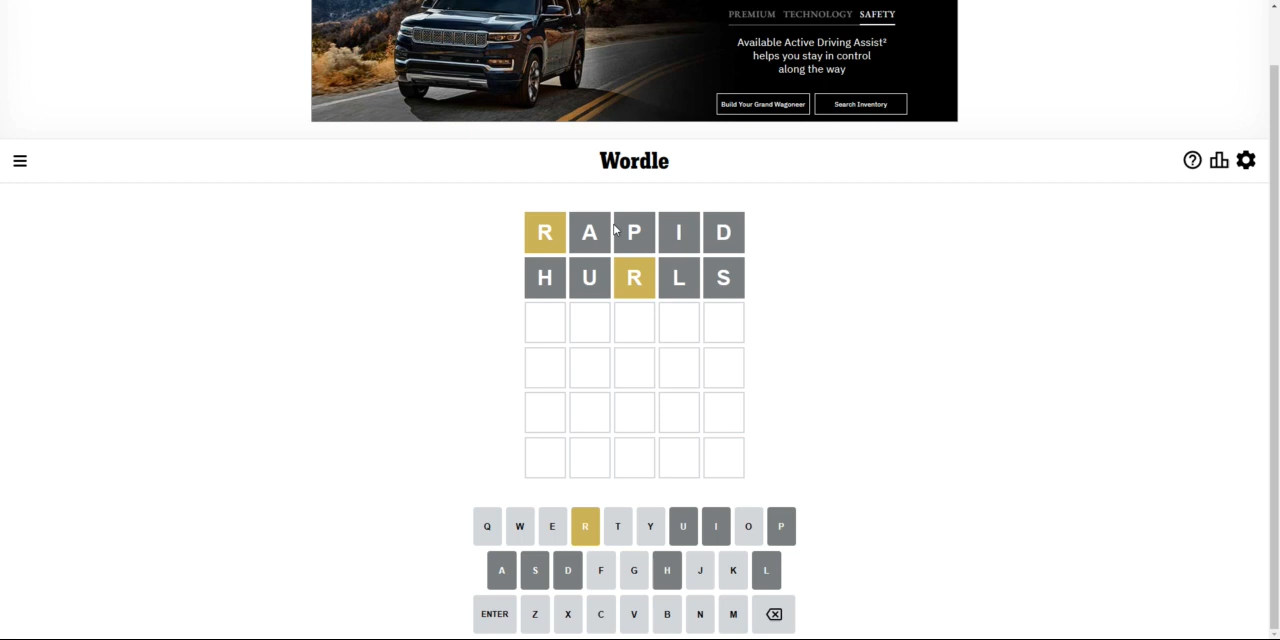 PREMIUM TECHNOLOGY SAFETY
Available Active Driving Assist²
helps you stay in control
along the way
Build Your Grand Wagoneer Search Inventory
Wordle
R A P I D
H U R L S
Q W E R T Y U I O P
A S D F G H J K L
ENTER Z X C V B N M